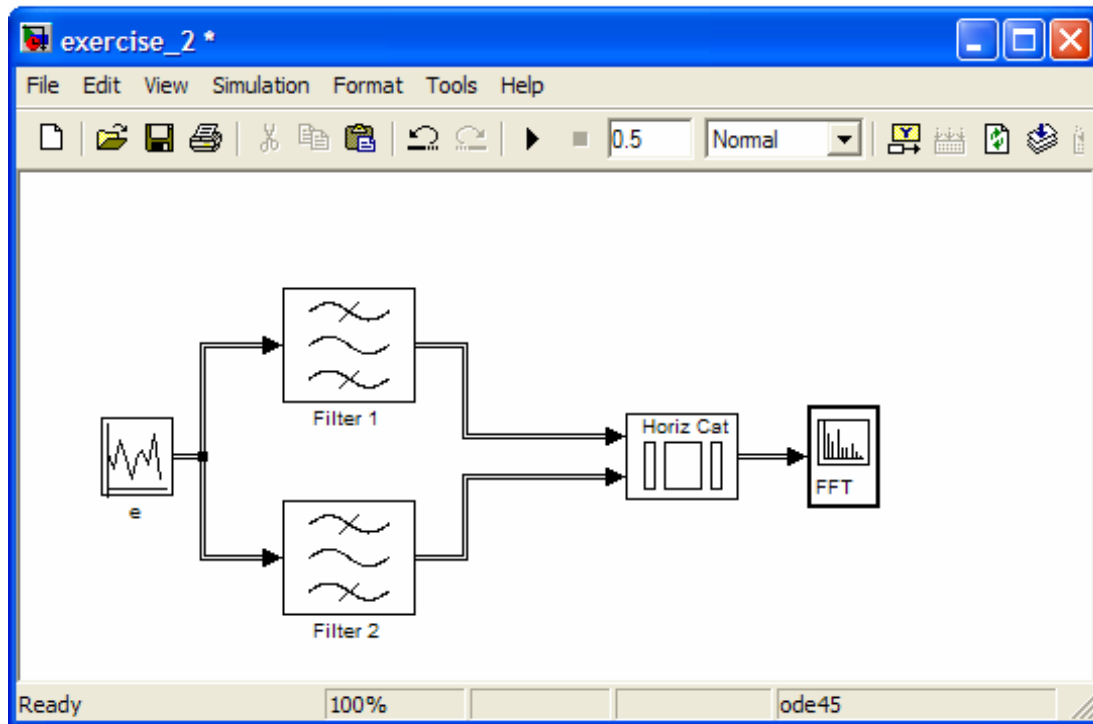 exercise_2 *
File Edit View Simulation Format Tools Help
0.5 Normal
Filter 1
Horiz Cat
FFT
e
Filter 2
Ready 100% ode45